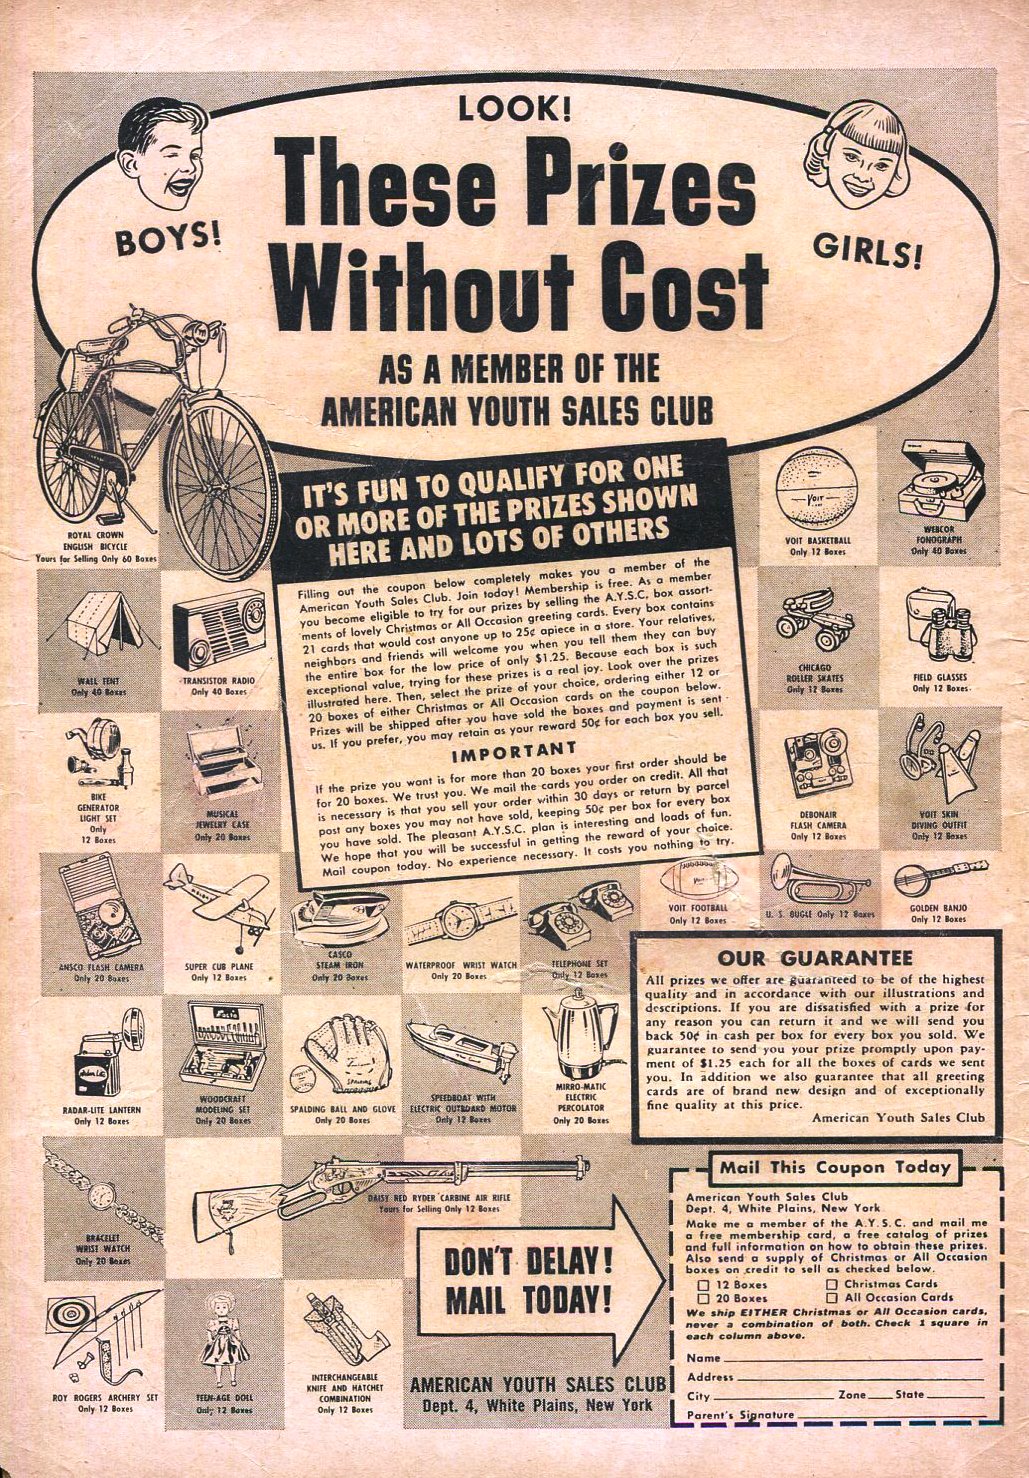 LOOK!
BOYS!
GIRLS!
These Prizes
Without Cost
AS A MEMBER OF THE
AMERICAN YOUTH SALES CLUB
IT'S FUN TO QUALIFY FOR ONE
OR MORE OF THE PRIZES SHOWN
HERE AND LOTS OF OTHERS
Filling out the coupon below completely makes you a member of the
American Youth Sales Club. Join today! Membership is free. As a member
you become eligible to try for our prizes by selling the A.Y.S.C. box assort-
ments of lovely Christmas or All Occasion greeting cards. Every box contains
21 cards that would cost anyone up to 25¢ apiece in a store. Your relatives,
neighbors and friends will welcome you when you tell them they can buy
the entire box for the low price of only $1.25. Because each box is such
exceptional value, trying for these prizes is a real joy. Look over the prizes
illustrated here. Then, select the prize of your choice, ordering either 12 or
20 boxes of either Christmas or All Occasion cards on the coupon below.
Prizes will be shipped after you have sold the boxes and payment is sent
us. If you prefer, you may retain as your reward 50¢ for each box you sell.
IMPORTANT
If the prize you want is for more than 20 boxes your first order should be
for 20 boxes. We trust you. We mail the cards you order on credit. All that
is necessary is that you sell your order within 30 days or return by parcel
post any boxes you may not have sold, keeping 50¢ per box for every box
you have sold. The pleasant A.Y.S.C. plan is interesting and loads of fun.
We hope that you will be successful in getting the reward of your choice.
Mail coupon today. No experience necessary. It costs you nothing to try.
ROYAL CROWN
ENGLISH BICYCLE
Yours for Selling Only 60 Boxes
Voit
VOIT BASKETBALL
Only 12 Boxes
WEBCOR
FONOGRAPH
Only 40 Boxes
WALL TENT
Only 40 Boxes
TRANSISTOR RADIO
Only 40 Boxes
CHICAGO
ROLLER SKATES
Only 12 Boxes
FIELD GLASSES
Only 12 Boxes
BIKE
GENERATOR
LIGHT SET
Only
12 Boxes
MUSICAL
JEWELRY CASE
Only 20 Boxes
DEBONAIR
FLASH CAMERA
Only 12 Boxes
VOIT SKIN
DIVING OUTFIT
Only 12 Boxes
ANSCO FLASH CAMERA
Only 20 Boxes
SUPER CUB PLANE
Only 12 Boxes
CASCO
STEAM IRON
Only 20 Boxes
WATERPROOF WRIST WATCH
Only 20 Boxes
TELEPHONE SET
Only 12 Boxes
VOIT FOOTBALL
Only 12 Boxes
U. S. BUGLE Only 12 Boxes
GOLDEN BANJO
Only 12 Boxes
RADAR-LITE LANTERN
Only 12 Boxes
WOODCRAFT
MODELING SET
Only 20 Boxes
SPALDING BALL AND GLOVE
Only 20 Boxes
SPEEDBOAT WITH
ELECTRIC OUTBOARD MOTOR
Only 12 Boxes
MIRRO-MATIC
ELECTRIC
PERCOLATOR
Only 20 Boxes
OUR GUARANTEE
All prizes we offer are guaranteed to be of the highest
quality and in accordance with our illustrations and
descriptions. If you are dissatisfied with a prize for
any reason you can return it and we will send you
back 50¢ in cash per box for every box you sold. We
guarantee to send you your prize promptly upon pay-
ment of $1.25 each for all the boxes of cards we sent
you. In addition we also guarantee that all greeting
cards are of brand new design and of exceptionally
fine quality at this price.
American Youth Sales Club
BRACELET
WRIST WATCH
Only 20 Boxes
DAISY RED RYDER CARBINE AIR RIFLE
Yours for Selling Only 12 Boxes
ROY ROGERS ARCHERY SET
Only 12 Boxes
TEEN-AGE DOLL
Only 12 Boxes
INTERCHANGEABLE
KNIFE AND HATCHET
COMBINATION
Only 12 Boxes
DON'T DELAY!
MAIL TODAY!
AMERICAN YOUTH SALES CLUB
Dept. 4, White Plains, New York
Mail This Coupon Today
American Youth Sales Club
Dept. 4, White Plains, New York
Make me a member of the A.Y.S.C. and mail me
a free membership card, a free catalog of prizes
and full information on how to obtain these prizes.
Also send a supply of Christmas or All Occasion
boxes on credit to sell as checked below.
12 Boxes Christmas Cards
20 Boxes All Occasion Cards
We ship EITHER Christmas or All Occasion cards,
never a combination of both. Check 1 square in
each column above.
Name
Address
City Zone State
Parent's Signature